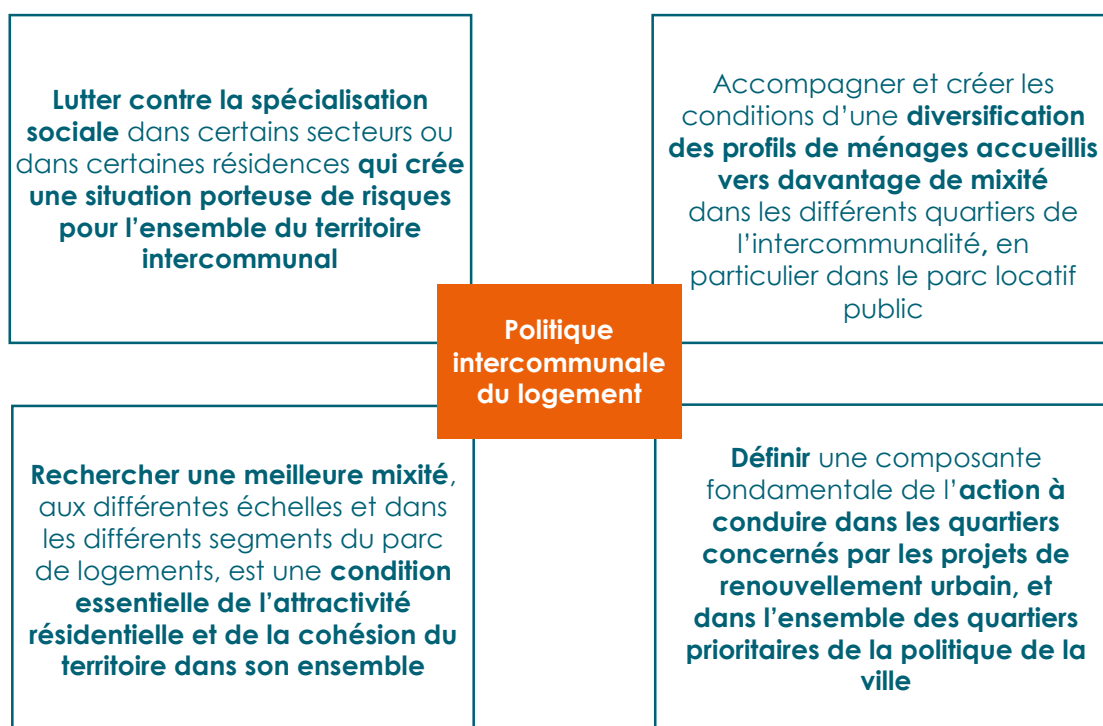 Lutter contre la spécialisation
sociale dans certains secteurs ou
dans certaines résidences qui crée
une situation porteuse de risques
pour l’ensemble du territoire
intercommunal
Accompagner et créer les
conditions d’une diversification
des profils de ménages accueillis
vers davantage de mixité
dans les différents quartiers de
l’intercommunalité, en
particulier dans le parc locatif
public
Politique
intercommunale
du logement
Rechercher une meilleure mixité,
aux différentes échelles et dans
les différents segments du parc
de logements, est une condition
essentielle de l’attractivité
résidentielle et de la cohésion du
territoire dans son ensemble
Définir une composante
fondamentale de l’action à
conduire dans les quartiers
concernés par les projets de
renouvellement urbain, et
dans l’ensemble des quartiers
prioritaires de la politique de la
ville